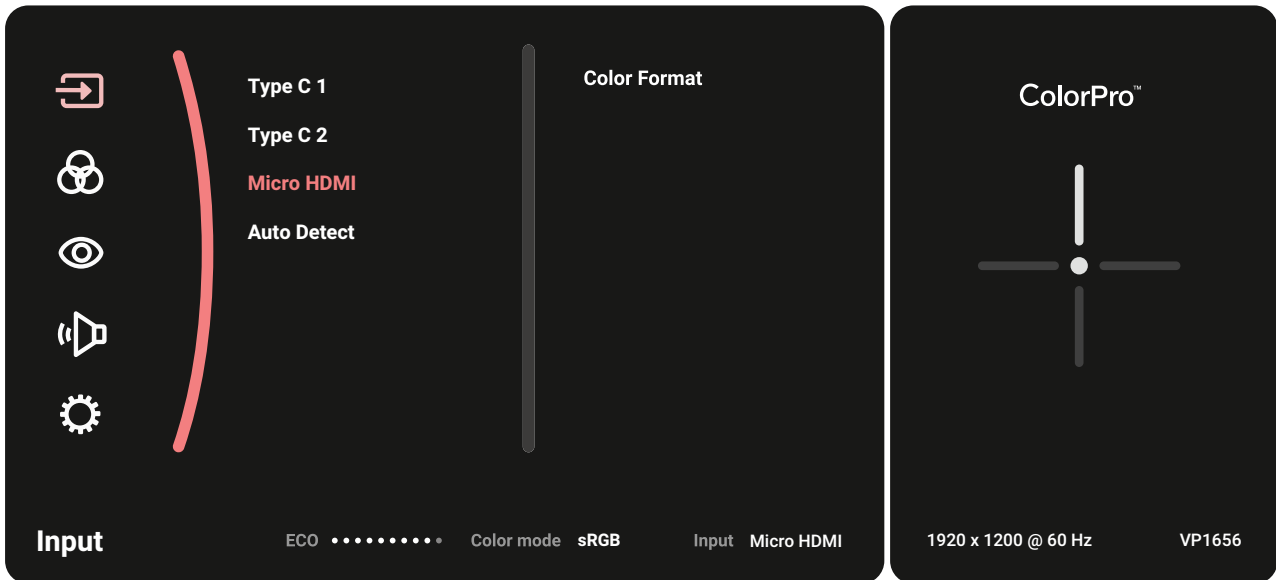 Type C 1
Type C 2
Micro HDMI
Auto Detect
Color Format
Input
ECO
Color mode sRGB
Input Micro HDMI
ColorPro™
1920 x 1200 @ 60 Hz
VP1656